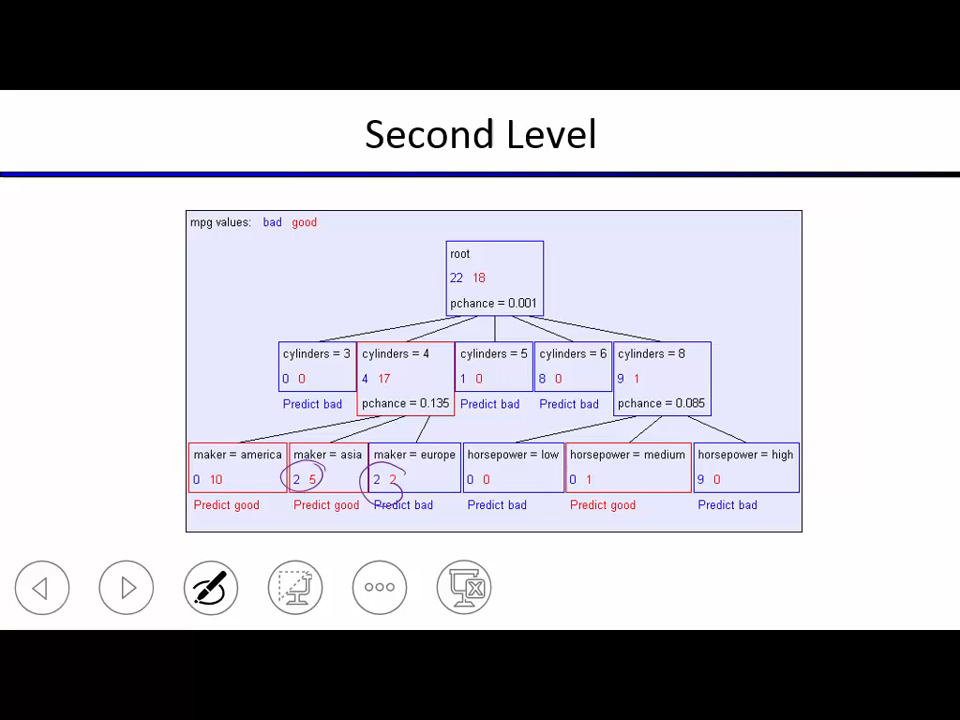 Second Level
mpg values: bad good
root
22 18
pchance = 0.001
cylinders = 3 cylinders = 4 cylinders = 5 cylinders = 6 cylinders = 8
0 0 4 17 1 0 8 0 9 1
Predict bad pchance = 0.135 Predict bad Predict bad pchance = 0.085
maker = america maker = asia maker = europe horsepower = low horsepower = medium horsepower = high
0 10 2 5 2 2 0 0 0 1 9 0
Predict good Predict good Predict bad Predict bad Predict good Predict bad